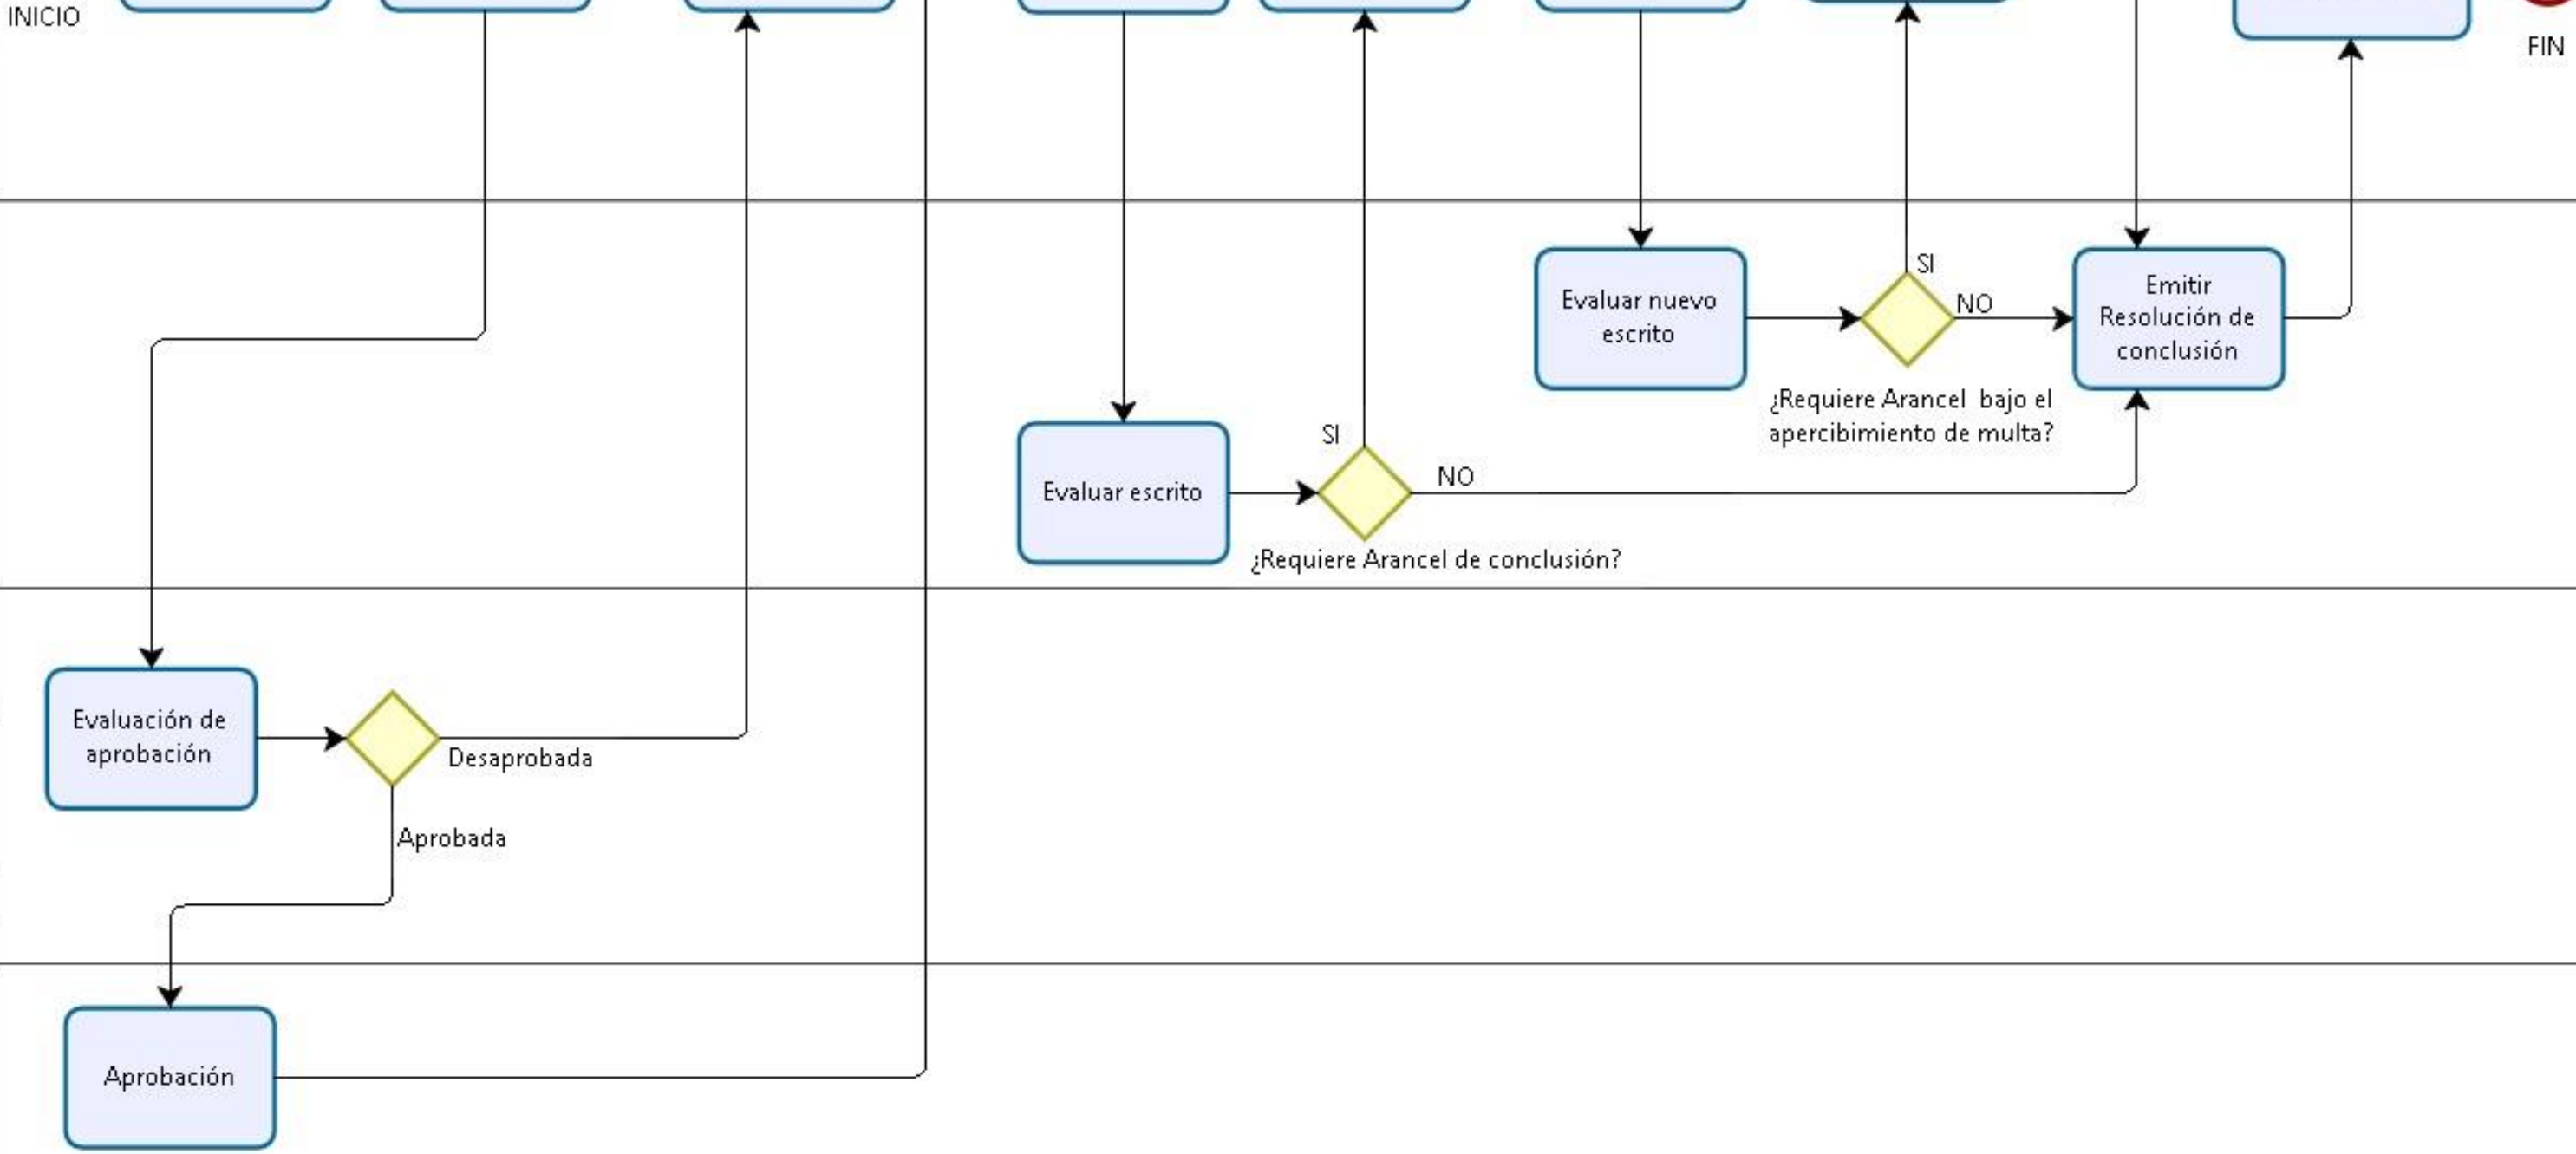 INICIO
FIN
SI
NO
Evaluar nuevo
escrito
Emitir
Resolución de
conclusión
¿Requiere Arancel  bajo el
apercibimiento de multa?
SI
NO
Evaluar escrito
¿Requiere Arancel de conclusión?
Evaluación de
aprobación
Desaprobada
Aprobada
Aprobación